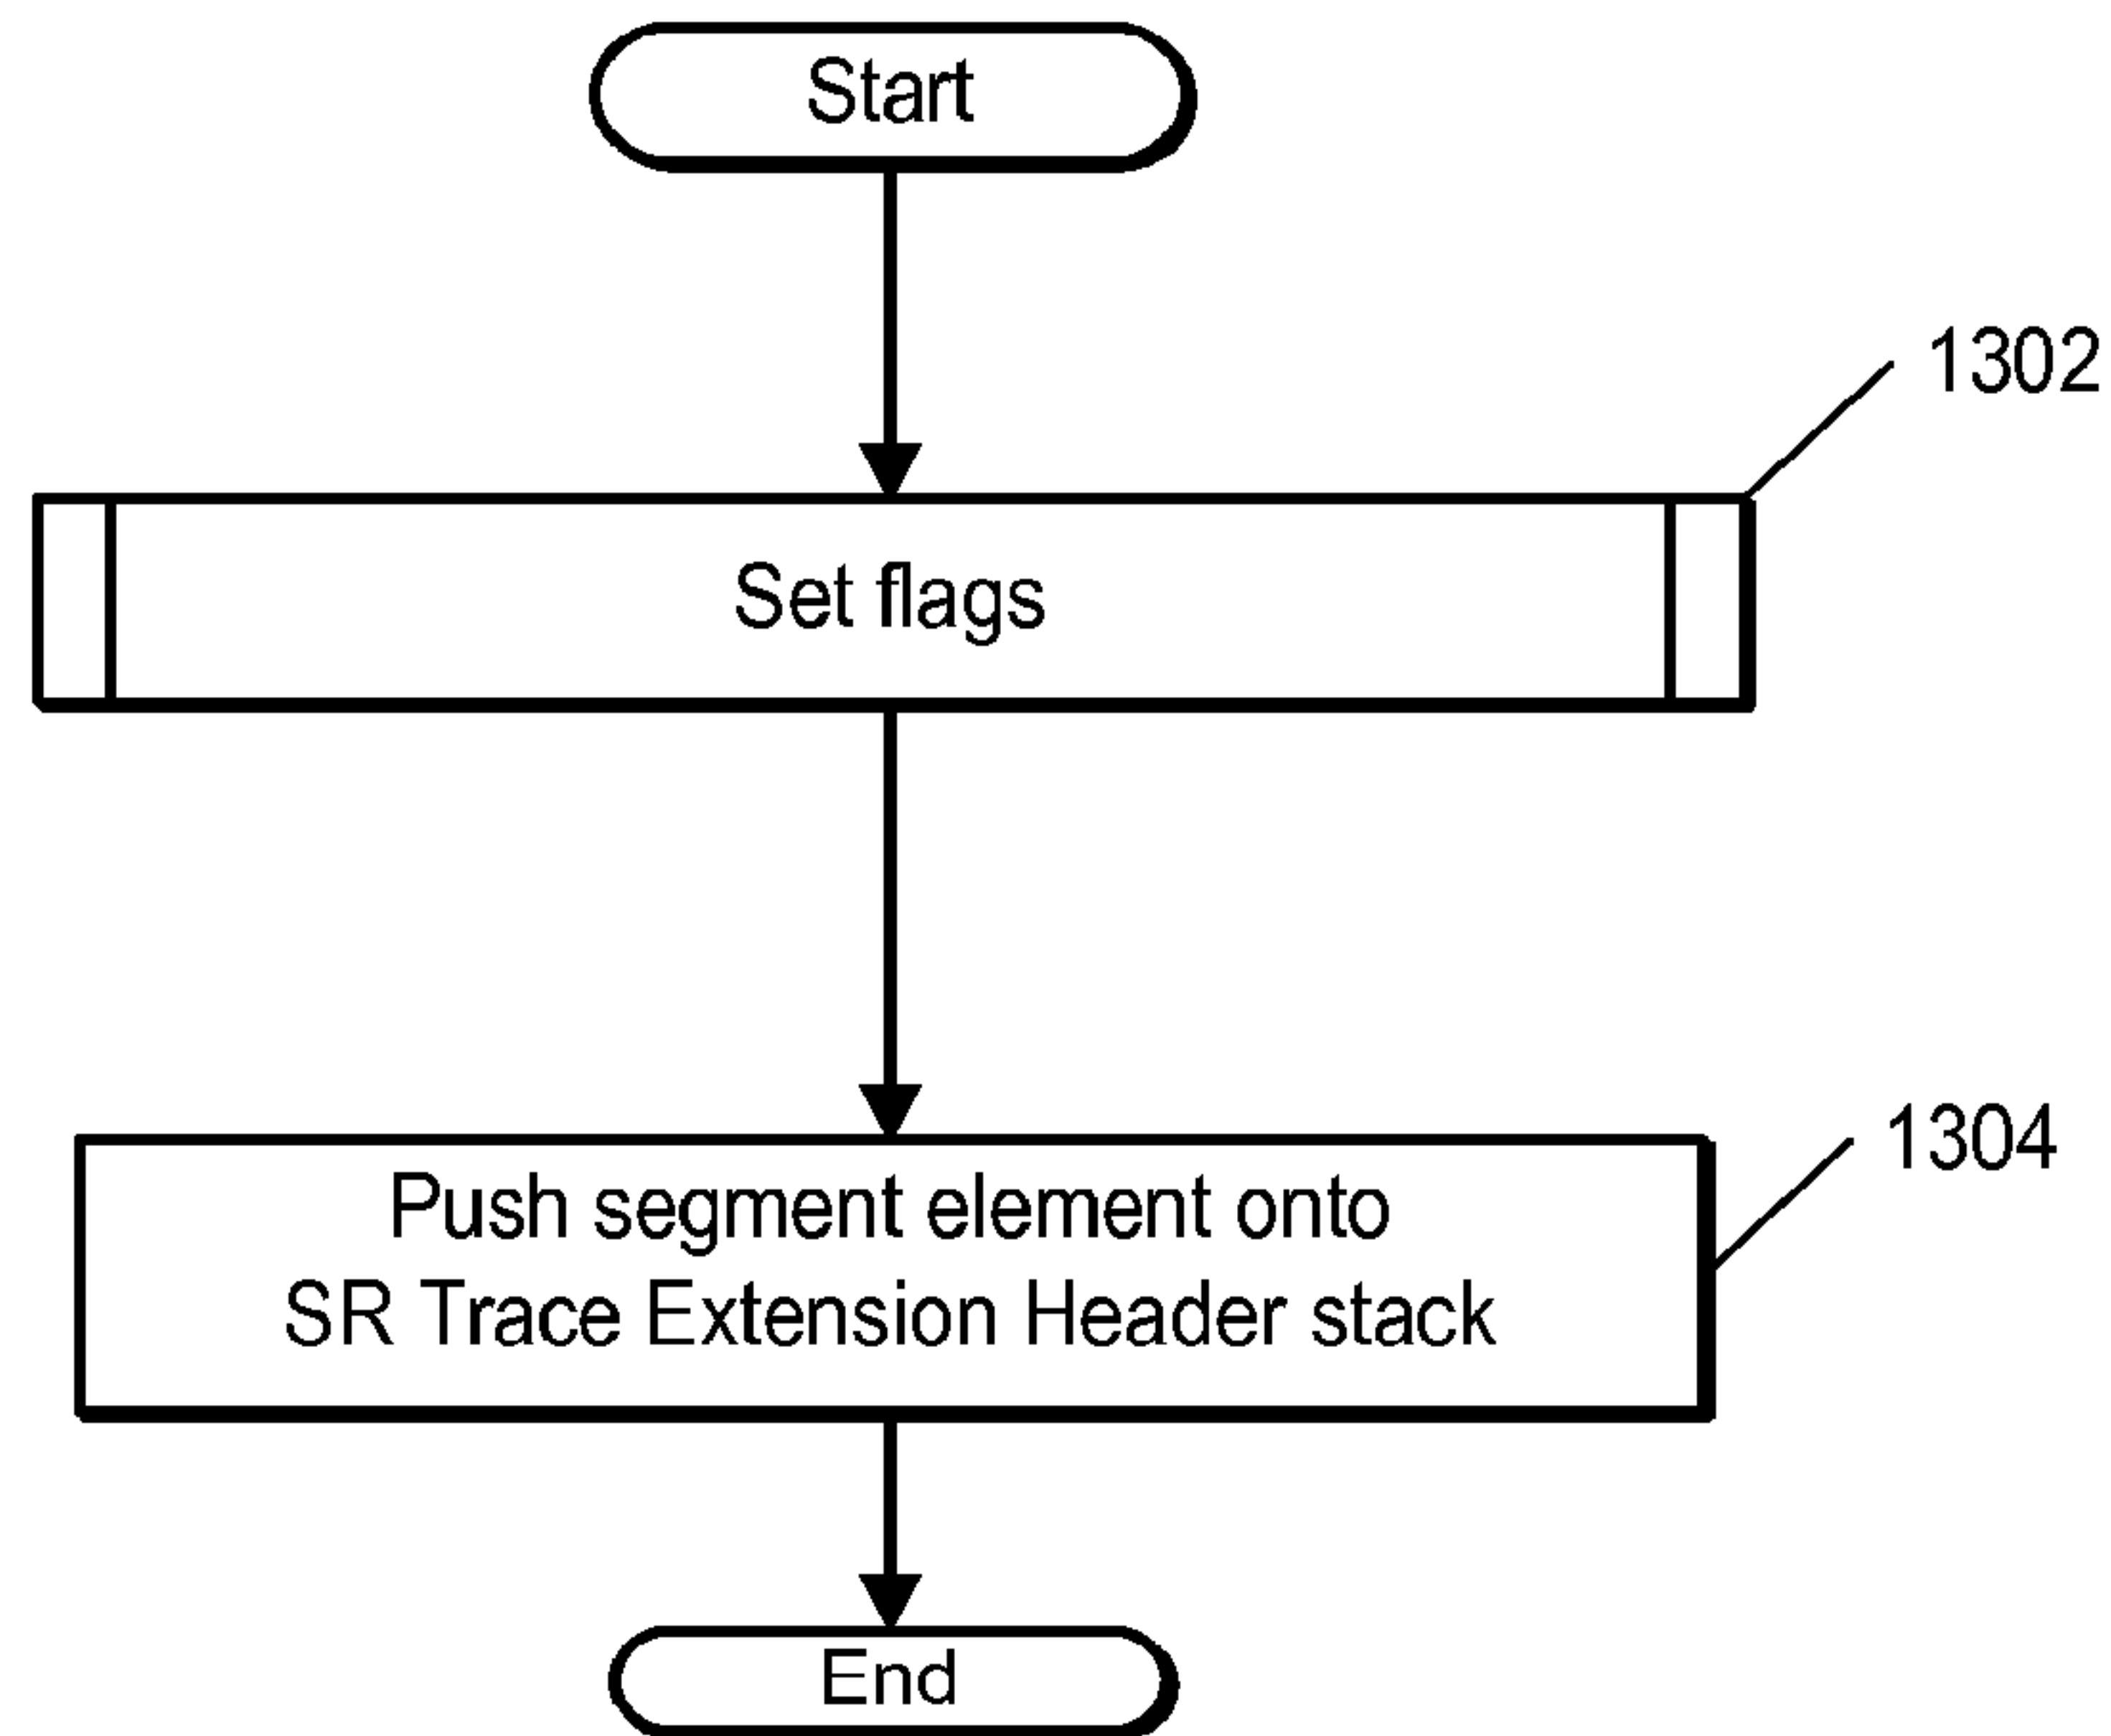 Start
1302
Set flags
1304
Push segment element onto
SR Trace Extension Header stack
End